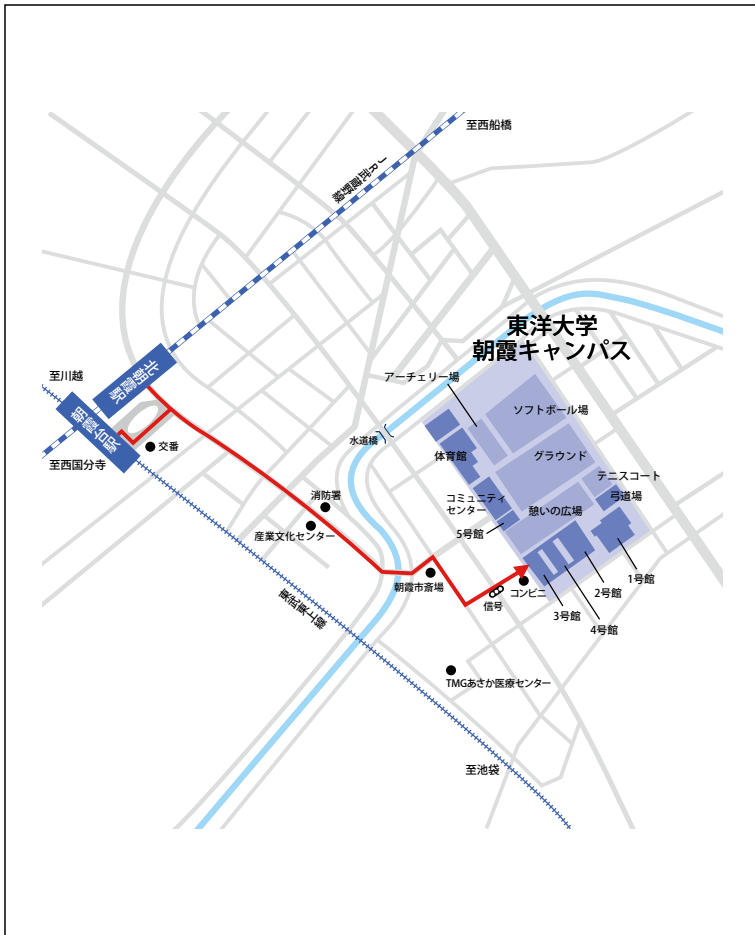 至西船橋
JR武蔵野線
東洋大学
朝霞キャンパス
至川越
北朝霞駅
アーチェリー場
朝霞台駅
ソフトボール場
水道橋
交番
体育館
グラウンド
至西国分寺
テニスコート
消防署
コミュニティ
センター
弓道場
産業文化センター
憩いの広場
5号館
1号館
朝霞市斎場
コンビニ
2号館
信号
3号館
4号館
東武東上線
TMGあさか医療センター
至池袋